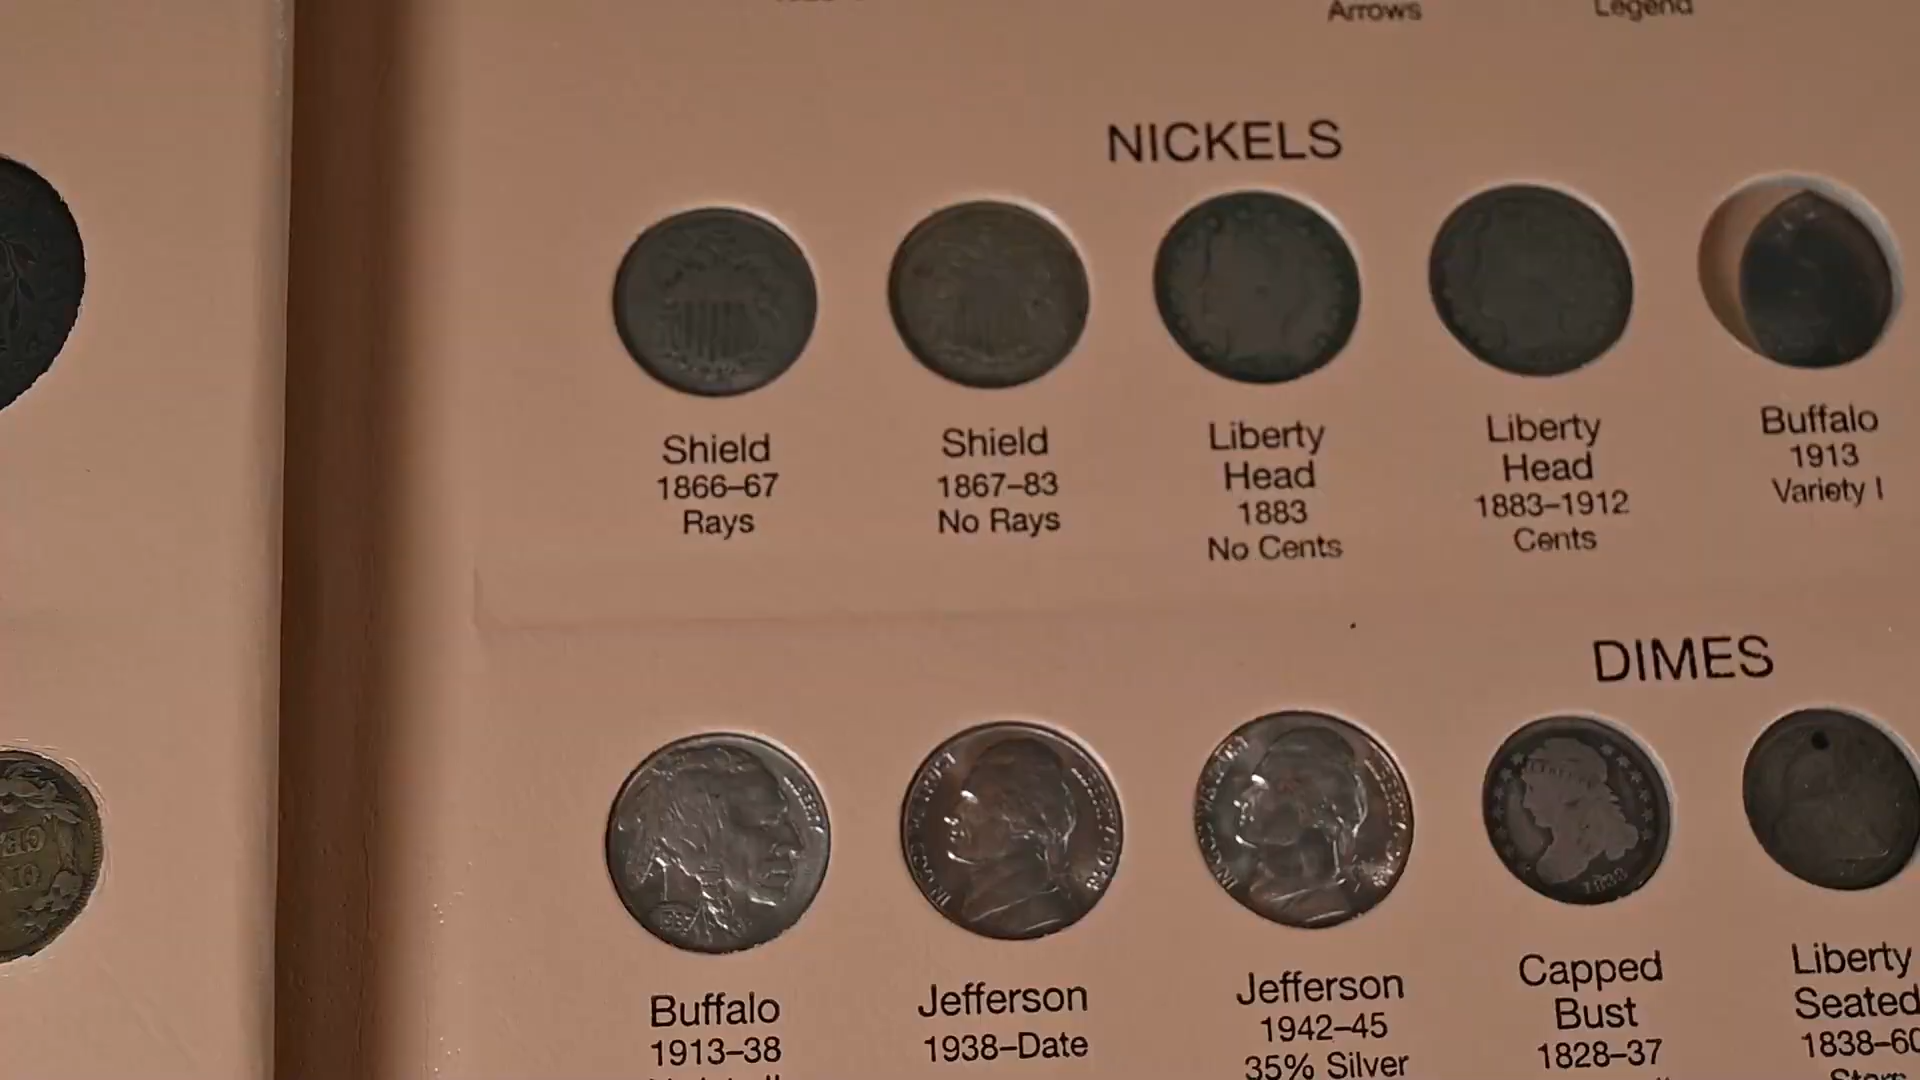 Arrows
Legend
NICKELS
Shield
1866–67
Rays
Shield
1867–83
No Rays
Liberty
Head
1883
No Cents
Liberty
Head
1883–1912
Cents
Buffalo
1913
Variety I
DIMES
Buffalo
1913–38
Jefferson
1938–Date
Jefferson
1942–45
35% Silver
Capped
Bust
1828–37
Liberty
Seated
1838–60
LIBERTY
1833